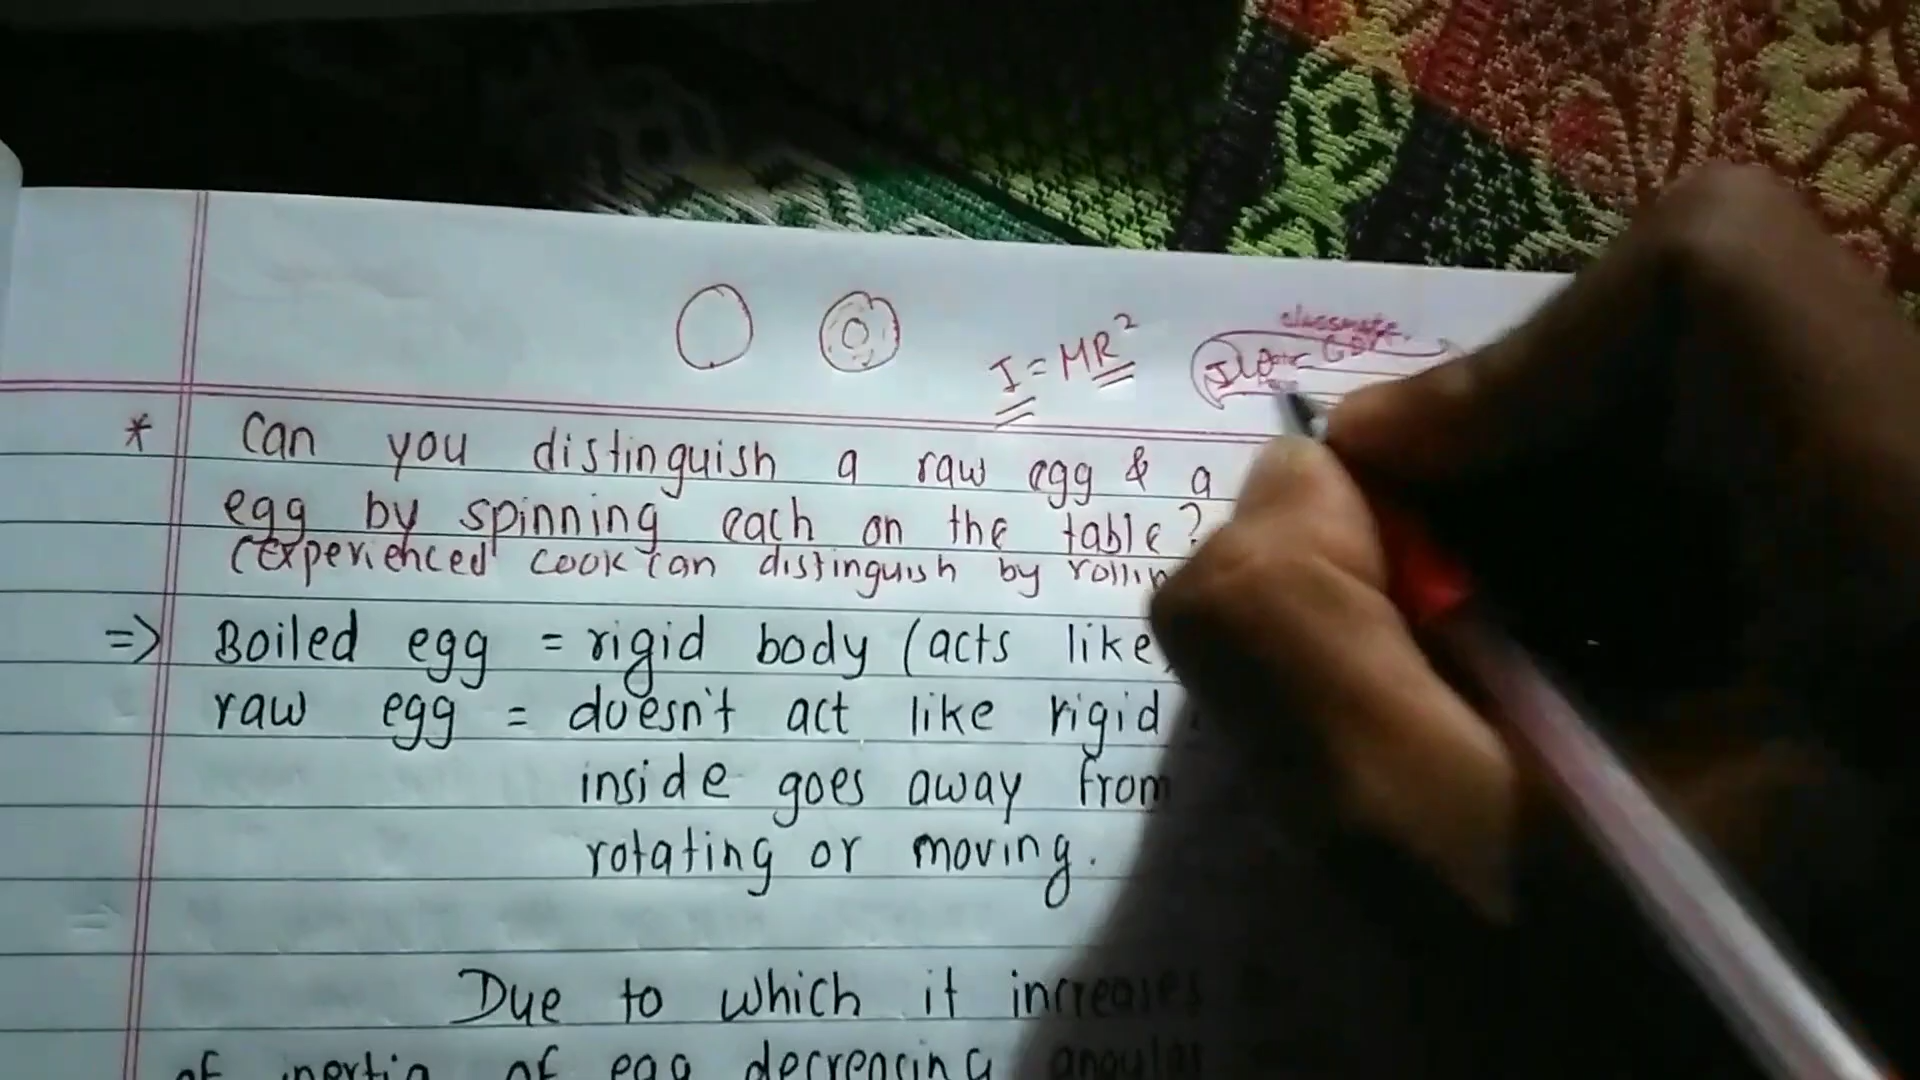 I = MR²
classmate
* Can you distinguish a raw egg & a
egg by spinning each on the table?
(Experienced cook can distinguish by rollin
=> Boiled egg = rigid body (acts like)
raw egg = doesn't act like rigid
inside goes away from
rotating or moving.
Due to which it increases
of inertia of egg decreasing angular